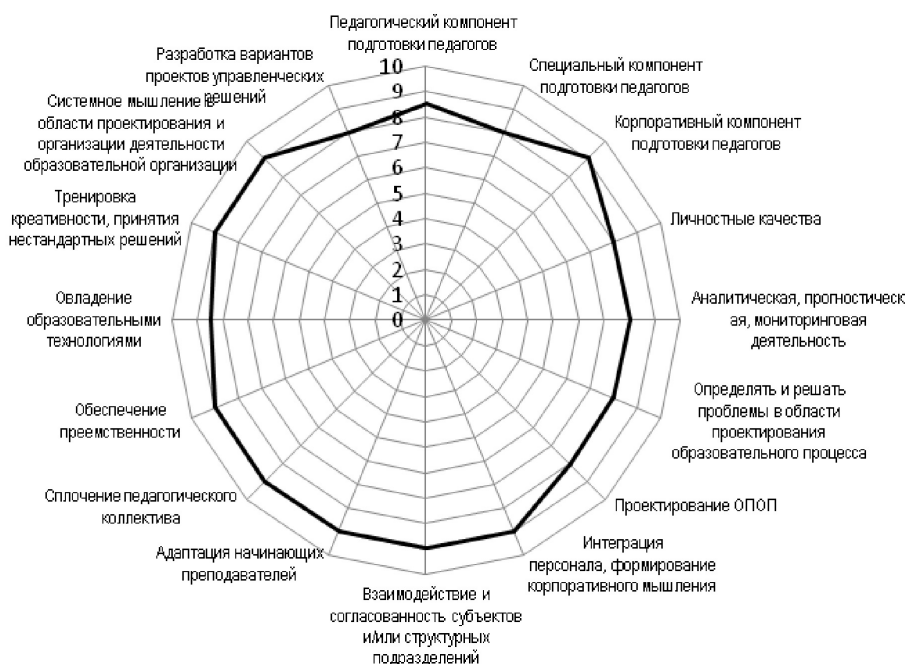 Педагогический компонент
подготовки педагогов
Специальный компонент
подготовки педагогов
Корпоративный компонент
подготовки педагогов
Личностные качества
Аналитическая, прогностическ
ая, мониторинговая
деятельность
Определять и решать
проблемы в области
проектирования
образовательного процесса
Проектирование ОПОП
Интеграция
персонала, формирование
корпоративного мышления
Взаимодействие и
согласованность субъектов
и/или структурных
подразделений
Адаптация начинающих
преподавателей
Сплочение педагогического
коллектива
Обеспечение
преемственности
Овладение
образовательными
технологиями
Тренировка
креативности, принятия
нестандартных решений
Системное мышление в
области проектирования и
организации деятельности
образовательной организации
Разработка вариантов
проектов управленческих
решений
10
9
8
7
6
5
4
3
2
1
0